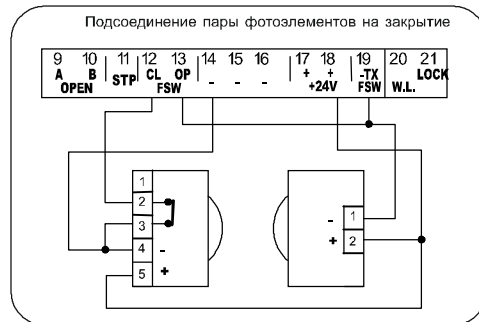 Подсоединение пары фотоэлементов на закрытие
9 10 11 12 13 14 15 16 17 18 19 20 21
A B STP CL OP - - - + + -TX LOCK
OPEN FSW +24V FSW W.L.
1
2
3
4 -
5 +
- 1
+ 2